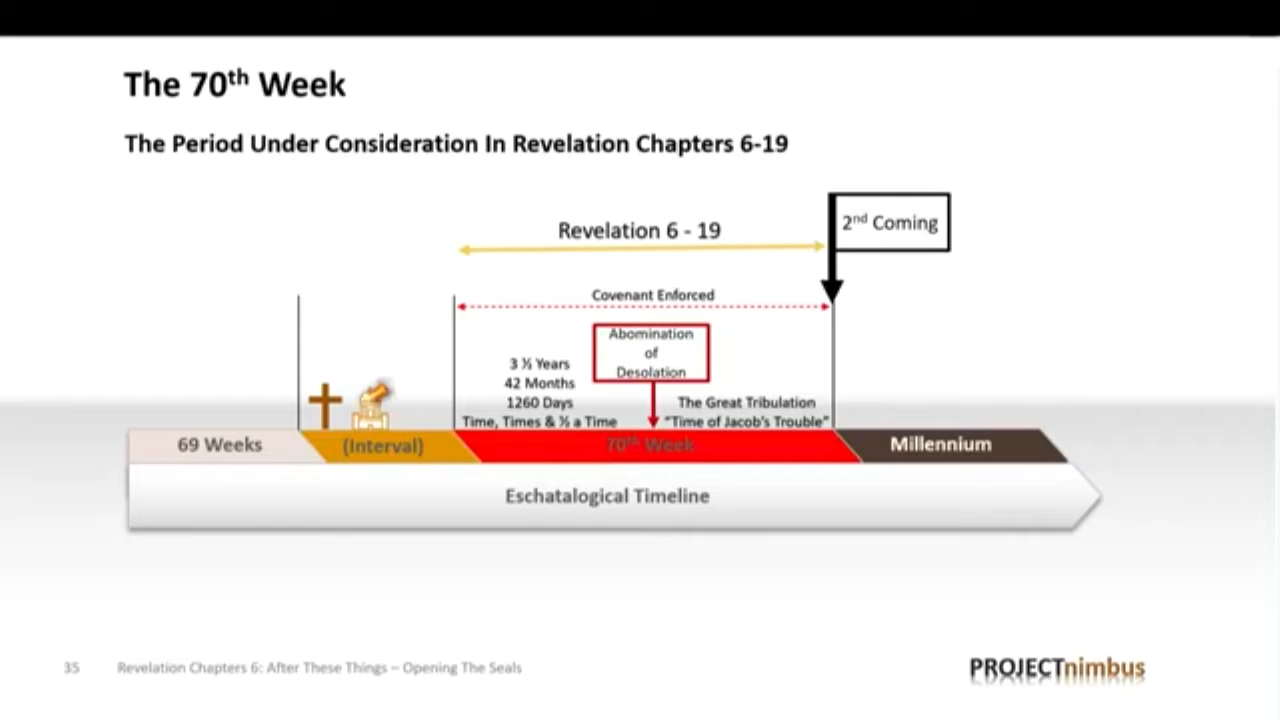 The 70th Week
The Period Under Consideration In Revelation Chapters 6-19
2nd Coming
Revelation 6 - 19
Covenant Enforced
Abomination
of
Desolation
3 ½ Years
42 Months
1260 Days
Time, Times & ½ a Time
The Great Tribulation
"Time of Jacob's Trouble"
69 Weeks
(Interval)
70th Week
Millennium
Eschatalogical Timeline
35
Revelation Chapters 6: After These Things – Opening The Seals
PROJECTnimbus